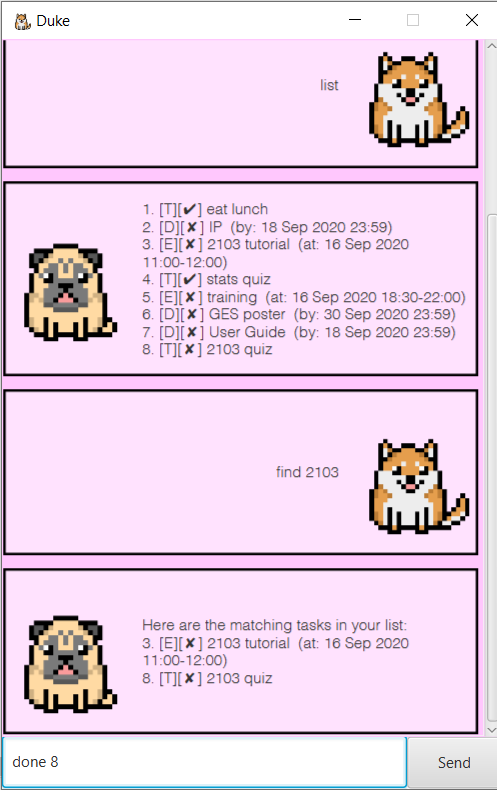 Duke
list
1. [T][✔] eat lunch
2. [D][✘] IP  (by: 18 Sep 2020 23:59)
3. [E][✘] 2103 tutorial  (at: 16 Sep 2020
11:00-12:00)
4. [T][✔] stats quiz
5. [E][✘] training  (at: 16 Sep 2020 18:30-22:00)
6. [D][✘] GES poster  (by: 30 Sep 2020 23:59)
7. [D][✘] User Guide  (by: 18 Sep 2020 23:59)
8. [T][✘] 2103 quiz
find 2103
Here are the matching tasks in your list:
3. [E][✘] 2103 tutorial  (at: 16 Sep 2020
11:00-12:00)
8. [T][✘] 2103 quiz
done 8
Send